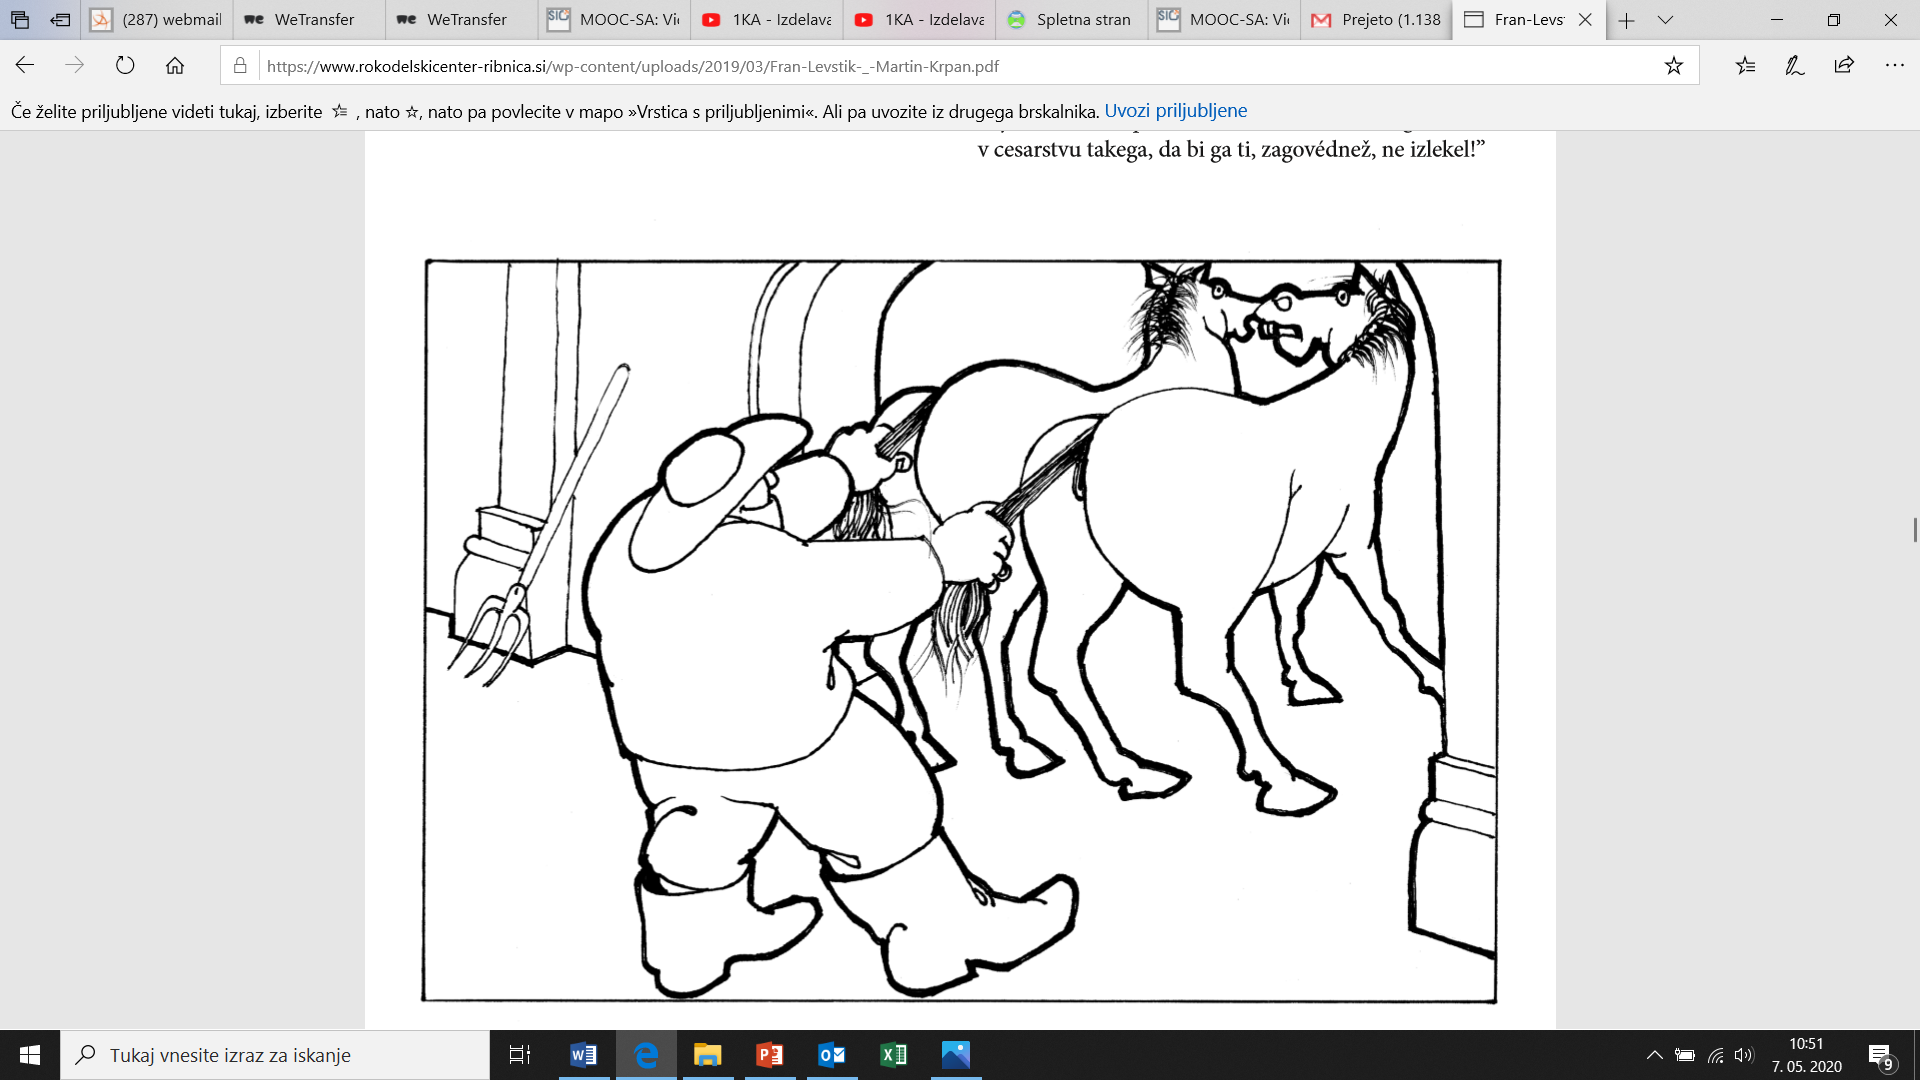 (287) webmail
WeTransfer
WeTransfer
MOOC-SA: Vi
1KA - Izdelava
1KA - Izdelava
Spletna stran
MOOC-SA: Vi
Prejeto (1.138
Fran-Levs
https://www.rokodelskicenter-ribnica.si/wp-content/uploads/2019/03/Fran-Levstik-_-Martin-Krpan.pdf
Če želite priljubljene videti tukaj, izberite , nato , nato pa povlecite v mapo »Vrstica s priljubljenimi«. Ali pa uvozite iz drugega brskalnika. Uvozi priljubljene
v cesarstvu takega, da bi ga ti, zagovédnež, ne izlekel!”
Tukaj vnesite izraz za iskanje
10:51
7. 05. 2020
9